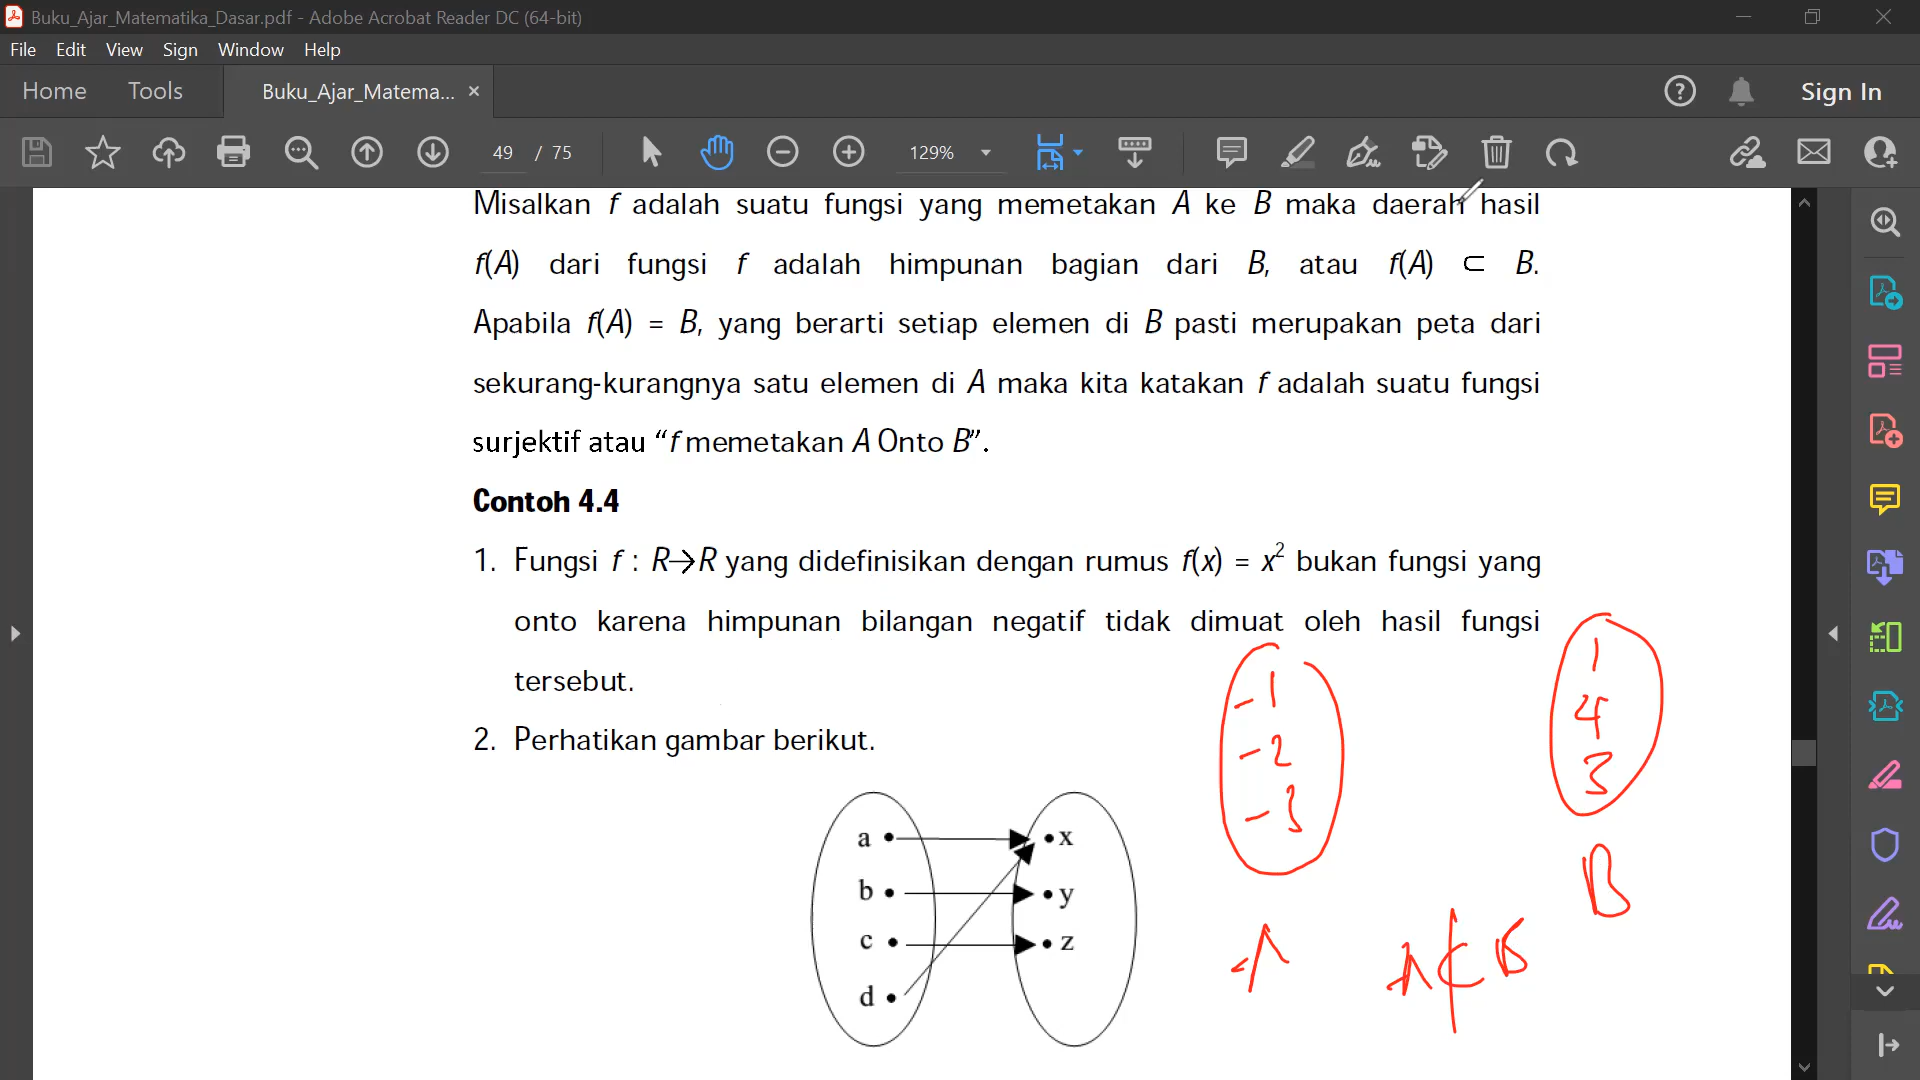 Buku_Ajar_Matematika_Dasar.pdf - Adobe Acrobat Reader DC (64-bit)
File Edit View Sign Window Help
Home Tools Buku_Ajar_Matema... × ? Sign In
49 / 75 129%
Misalkan f adalah suatu fungsi yang memetakan A ke B maka daerah hasil
f(A) dari fungsi f adalah himpunan bagian dari B, atau f(A) ⊂ B.
Apabila f(A) = B, yang berarti setiap elemen di B pasti merupakan peta dari
sekurang-kurangnya satu elemen di A maka kita katakan f adalah suatu fungsi
surjektif atau “f memetakan A Onto B”.
Contoh 4.4
1. Fungsi f : R→R yang didefinisikan dengan rumus f(x) = x² bukan fungsi yang
onto karena himpunan bilangan negatif tidak dimuat oleh hasil fungsi
tersebut.
2. Perhatikan gambar berikut.
a x
b y
c z
d
-1
-2
-3
A
1
4
3
B
A ⊄ B